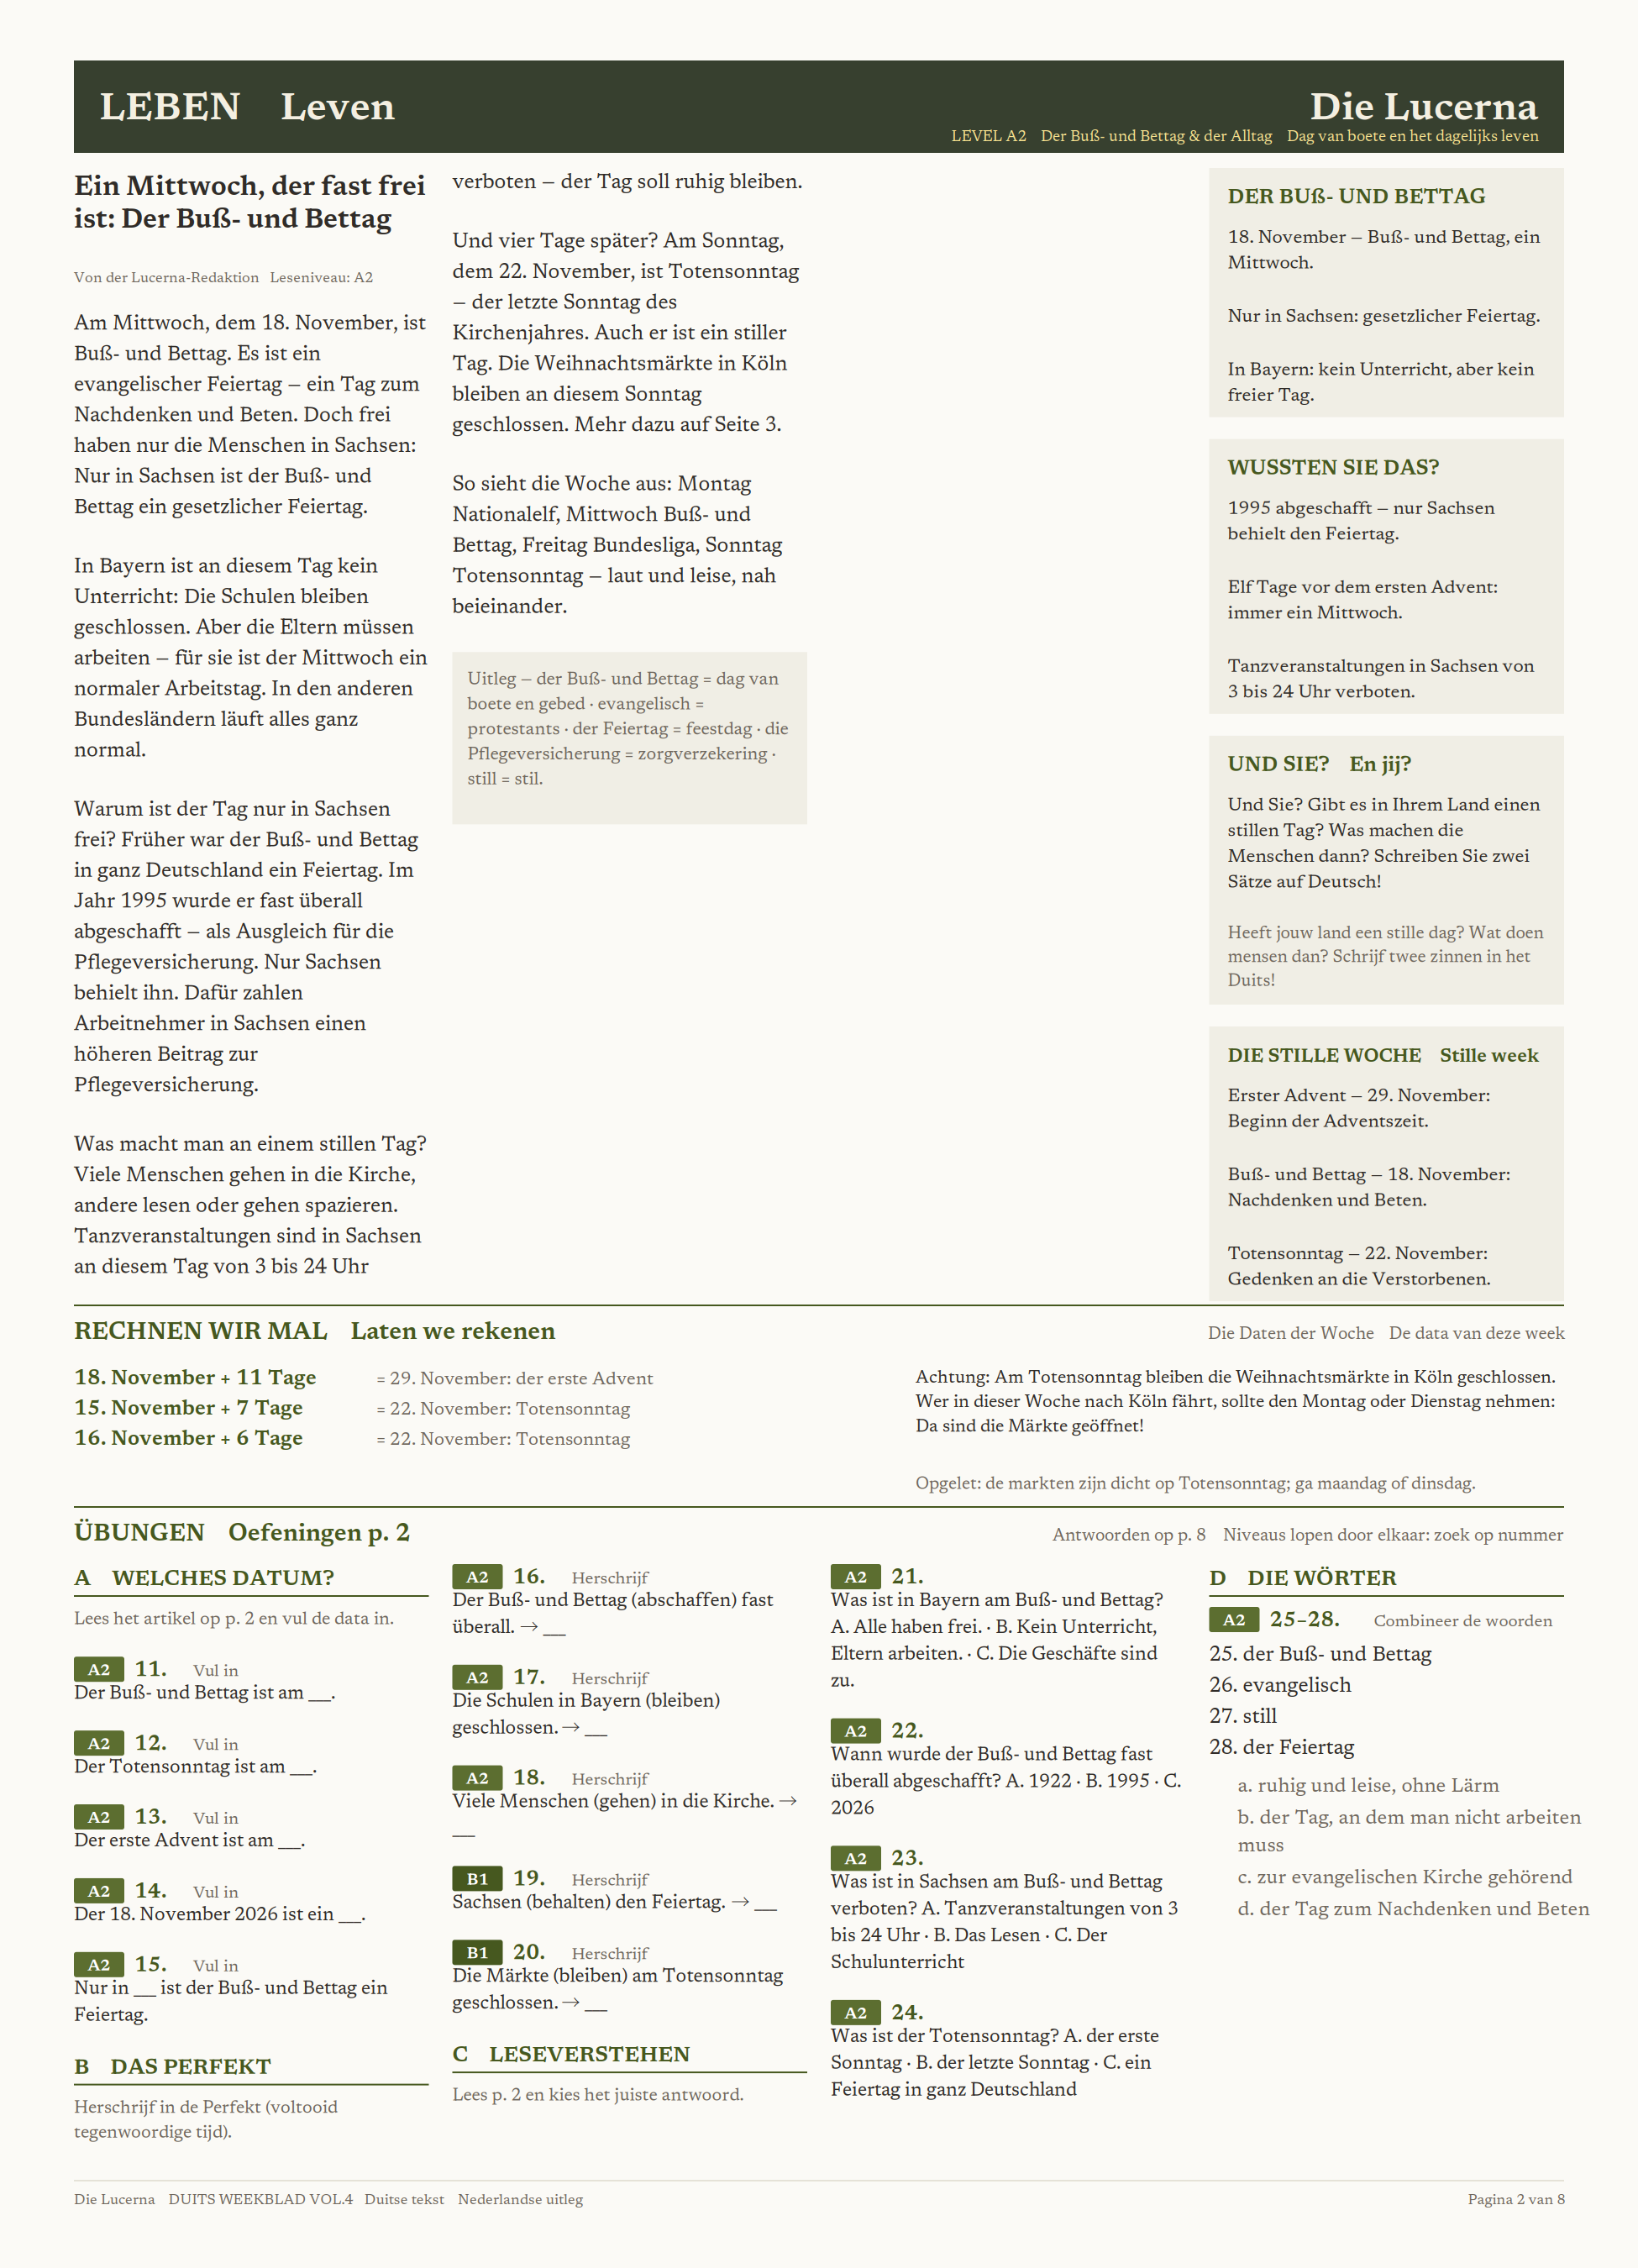 LEBEN Leven
Die Lucerna
LEVEL A2 Der Buß- und Bettag & der Alltag Dag van boete en het dagelijks leven
Ein Mittwoch, der fast frei
ist: Der Buß- und Bettag
Von der Lucerna-Redaktion Leseniveau: A2
Am Mittwoch, dem 18. November, ist
Buß- und Bettag. Es ist ein
evangelischer Feiertag – ein Tag zum
Nachdenken und Beten. Doch frei
haben nur die Menschen in Sachsen:
Nur in Sachsen ist der Buß- und
Bettag ein gesetzlicher Feiertag.
In Bayern ist an diesem Tag kein
Unterricht: Die Schulen bleiben
geschlossen. Aber die Eltern müssen
arbeiten – für sie ist der Mittwoch ein
normaler Arbeitstag. In den anderen
Bundesländern läuft alles ganz
normal.
Warum ist der Tag nur in Sachsen
frei? Früher war der Buß- und Bettag
in ganz Deutschland ein Feiertag. Im
Jahr 1995 wurde er fast überall
abgeschafft – als Ausgleich für die
Pflegeversicherung. Nur Sachsen
behielt ihn. Dafür zahlen
Arbeitnehmer in Sachsen einen
höheren Beitrag zur
Pflegeversicherung.
Was macht man an einem stillen Tag?
Viele Menschen gehen in die Kirche,
andere lesen oder gehen spazieren.
Tanzveranstaltungen sind in Sachsen
an diesem Tag von 3 bis 24 Uhr
verboten – der Tag soll ruhig bleiben.
Und vier Tage später? Am Sonntag,
dem 22. November, ist Totensonntag
– der letzte Sonntag des
Kirchenjahres. Auch er ist ein stiller
Tag. Die Weihnachtsmärkte in Köln
bleiben an diesem Sonntag
geschlossen. Mehr dazu auf Seite 3.
So sieht die Woche aus: Montag
Nationalelf, Mittwoch Buß- und
Bettag, Freitag Bundesliga, Sonntag
Totensonntag – laut und leise, nah
beieinander.
Uitleg – der Buß- und Bettag = dag van
boete en gebed · evangelisch =
protestants · der Feiertag = feestdag · die
Pflegeversicherung = zorgverzekering ·
still = stil.
DER BUß- UND BETTAG
18. November – Buß- und Bettag, ein
Mittwoch.
Nur in Sachsen: gesetzlicher Feiertag.
In Bayern: kein Unterricht, aber kein
freier Tag.
WUSSTEN SIE DAS?
1995 abgeschafft – nur Sachsen
behielt den Feiertag.
Elf Tage vor dem ersten Advent:
immer ein Mittwoch.
Tanzveranstaltungen in Sachsen von
3 bis 24 Uhr verboten.
UND SIE? En jij?
Und Sie? Gibt es in Ihrem Land einen
stillen Tag? Was machen die
Menschen dann? Schreiben Sie zwei
Sätze auf Deutsch!
Heeft jouw land een stille dag? Wat doen
mensen dan? Schrijf twee zinnen in het
Duits!
DIE STILLE WOCHE Stille week
Erster Advent – 29. November:
Beginn der Adventszeit.
Buß- und Bettag – 18. November:
Nachdenken und Beten.
Totensonntag – 22. November:
Gedenken an die Verstorbenen.
RECHNEN WIR MAL Laten we rekenen
Die Daten der Woche De data van deze week
18. November + 11 Tage = 29. November: der erste Advent
15. November + 7 Tage = 22. November: Totensonntag
16. November + 6 Tage = 22. November: Totensonntag
Achtung: Am Totensonntag bleiben die Weihnachtsmärkte in Köln geschlossen.
Wer in dieser Woche nach Köln fährt, sollte den Montag oder Dienstag nehmen:
Da sind die Märkte geöffnet!
Opgelet: de markten zijn dicht op Totensonntag; ga maandag of dinsdag.
ÜBUNGEN Oefeningen p. 2
Antwoorden op p. 8 Niveaus lopen door elkaar: zoek op nummer
A WELCHES DATUM?
Lees het artikel op p. 2 en vul de data in.
A2 11. Vul in
Der Buß- und Bettag ist am __.
A2 12. Vul in
Der Totensonntag ist am __.
A2 13. Vul in
Der erste Advent ist am __.
A2 14. Vul in
Der 18. November 2026 ist ein __.
A2 15. Vul in
Nur in __ ist der Buß- und Bettag ein
Feiertag.
B DAS PERFEKT
Herschrijf in de Perfekt (voltooid
tegenwoordige tijd).
A2 16. Herschrijf
Der Buß- und Bettag (abschaffen) fast
überall. → __
A2 17. Herschrijf
Die Schulen in Bayern (bleiben)
geschlossen. → __
A2 18. Herschrijf
Viele Menschen (gehen) in die Kirche. →
__
B1 19. Herschrijf
Sachsen (behalten) den Feiertag. → __
B1 20. Herschrijf
Die Märkte (bleiben) am Totensonntag
geschlossen. → __
C LESEVERSTEHEN
Lees p. 2 en kies het juiste antwoord.
A2 21.
Was ist in Bayern am Buß- und Bettag?
A. Alle haben frei. · B. Kein Unterricht,
Eltern arbeiten. · C. Die Geschäfte sind
zu.
A2 22.
Wann wurde der Buß- und Bettag fast
überall abgeschafft? A. 1922 · B. 1995 · C.
2026
A2 23.
Was ist in Sachsen am Buß- und Bettag
verboten? A. Tanzveranstaltungen von 3
bis 24 Uhr · B. Das Lesen · C. Der
Schulunterricht
A2 24.
Was ist der Totensonntag? A. der erste
Sonntag · B. der letzte Sonntag · C. ein
Feiertag in ganz Deutschland
D DIE WÖRTER
A2 25–28. Combineer de woorden
25. der Buß- und Bettag
26. evangelisch
27. still
28. der Feiertag
a. ruhig und leise, ohne Lärm
b. der Tag, an dem man nicht arbeiten
muss
c. zur evangelischen Kirche gehörend
d. der Tag zum Nachdenken und Beten
Die Lucerna DUITS WEEKBLAD VOL.4 Duitse tekst Nederlandse uitleg
Pagina 2 van 8